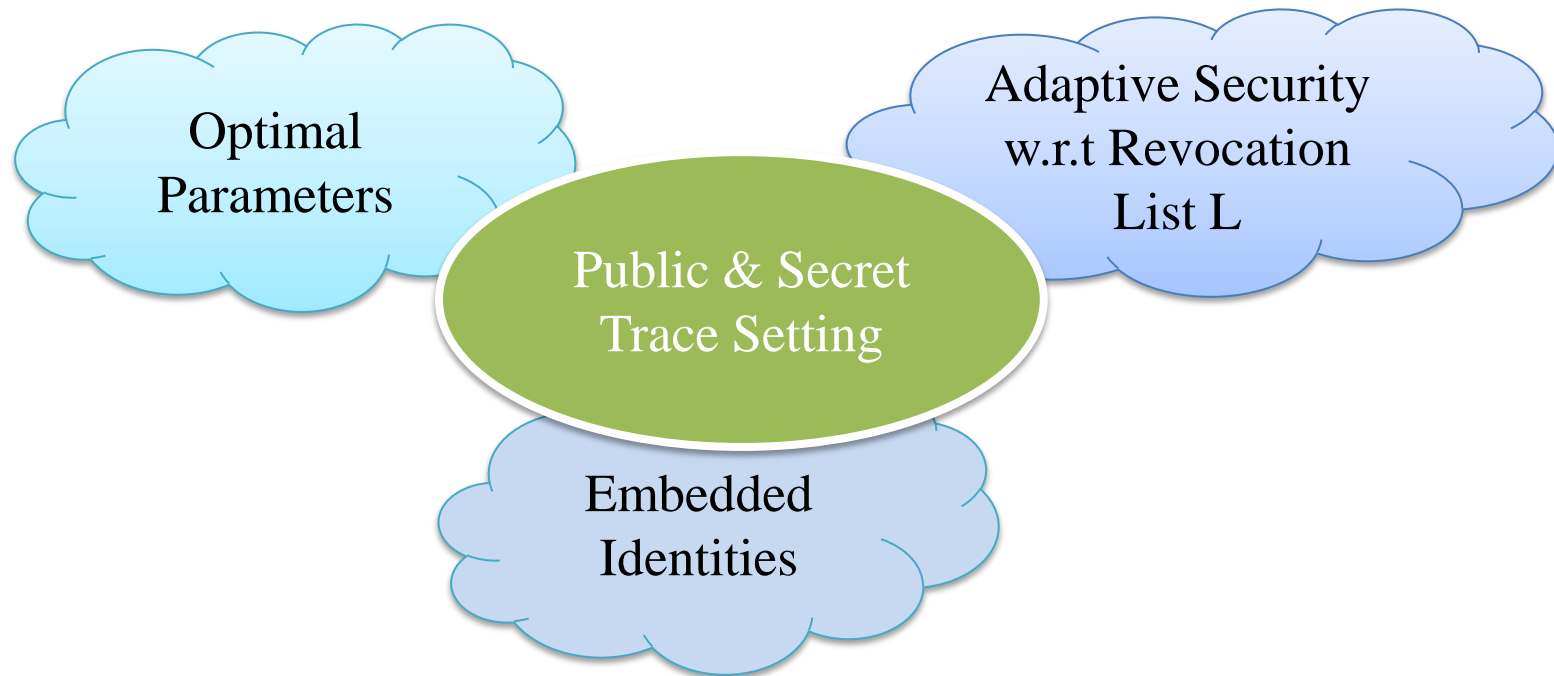 Optimal
Parameters
Adaptive Security
w.r.t Revocation
List L
Public & Secret
Trace Setting
Embedded
Identities